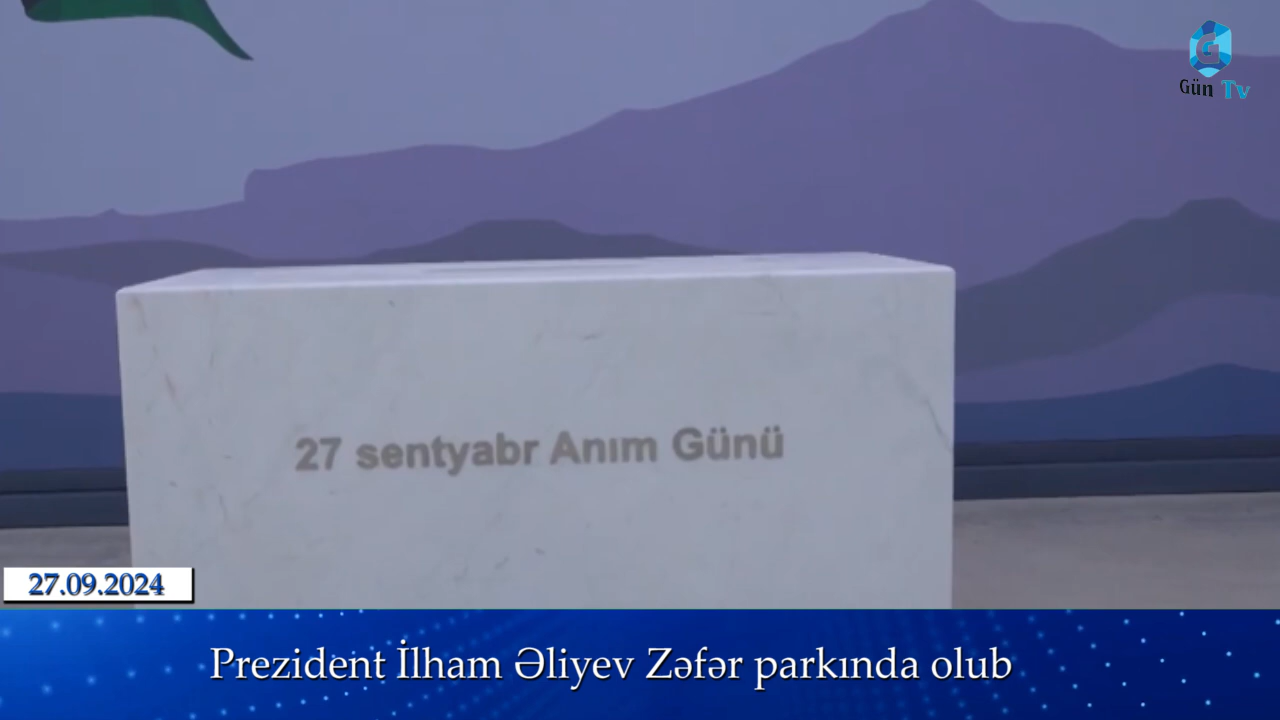 Gün Tv
27 sentyabr Anım Günü
27.09.2024
Prezident İlham Əliyev Zəfər parkında olub